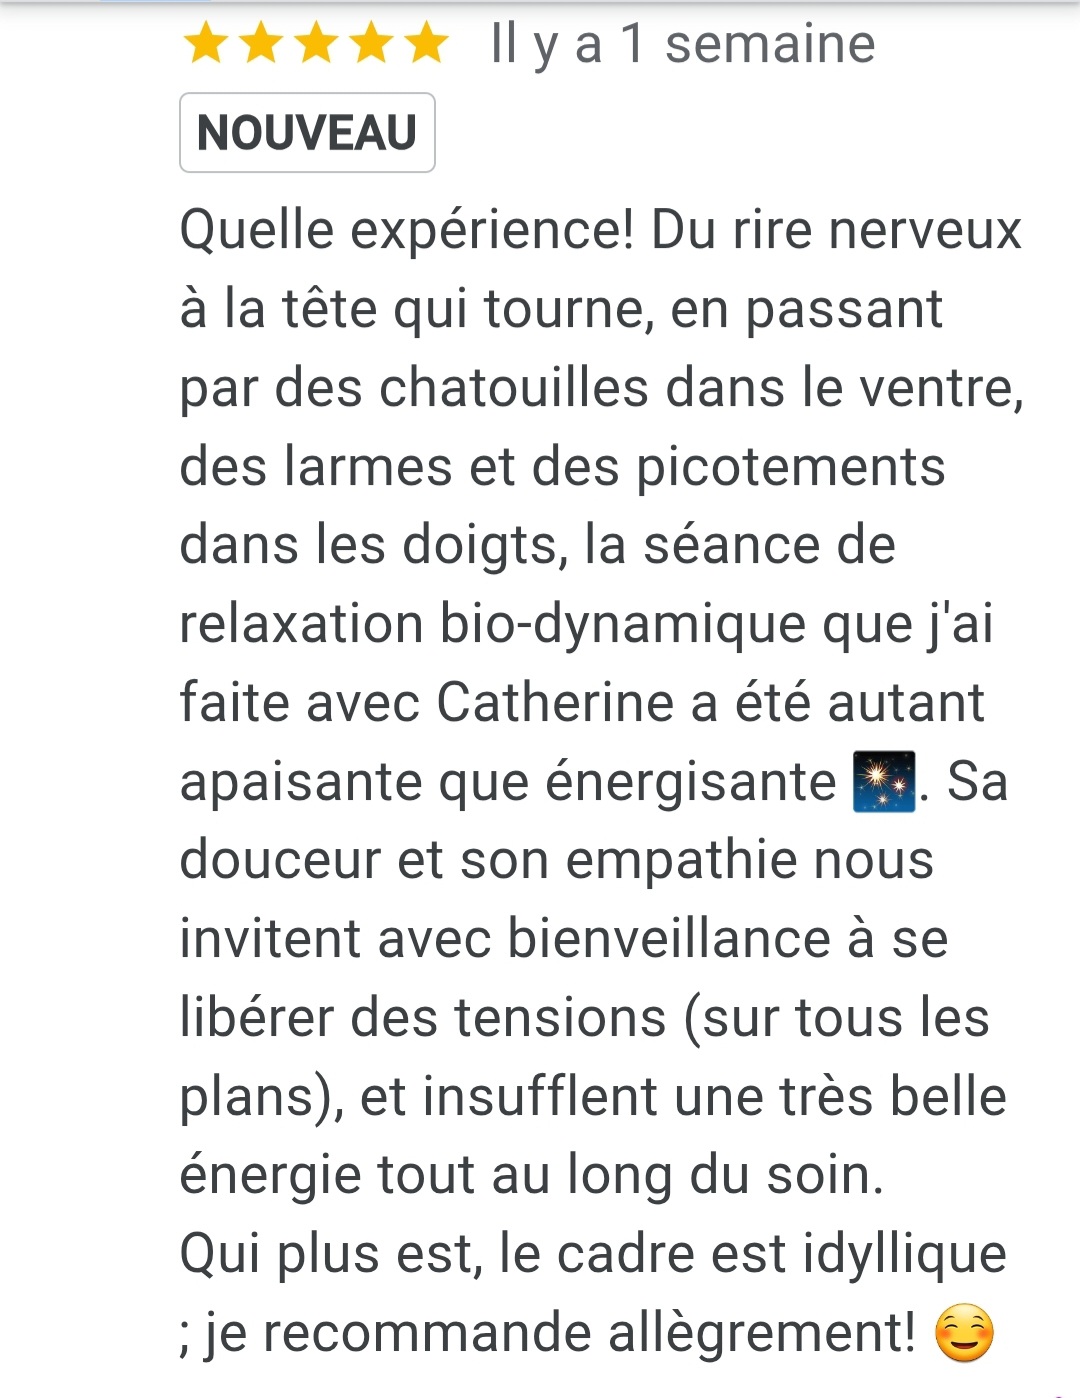 ★★★★★ Il y a 1 semaine
NOUVEAU
Quelle expérience! Du rire nerveux
à la tête qui tourne, en passant
par des chatouilles dans le ventre,
des larmes et des picotements
dans les doigts, la séance de
relaxation bio-dynamique que j'ai
faite avec Catherine a été autant
apaisante que énergisante 🎇. Sa
douceur et son empathie nous
invitent avec bienveillance à se
libérer des tensions (sur tous les
plans), et insufflent une très belle
énergie tout au long du soin.
Qui plus est, le cadre est idyllique
; je recommande allègrement! ☺️